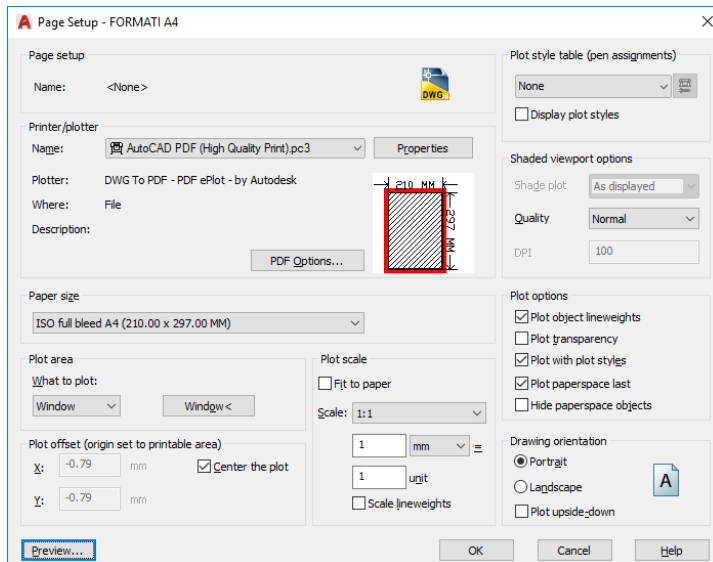 Page Setup - FORMATI A4
Page setup
Name: <None>
DWG
Printer/plotter
Name: AutoCAD PDF (High Quality Print).pc3 Properties
Plotter: DWG To PDF - PDF ePlot - by Autodesk
Where: File
Description:
210 MM
297 MM
PDF Options...
Paper size
ISO full bleed A4 (210.00 x 297.00 MM)
Plot area
What to plot:
Window Window<
Plot offset (origin set to printable area)
X: -0.79 mm Center the plot
Y: -0.79 mm
Plot scale
Fit to paper
Scale: 1:1
1 mm =
1 unit
Scale lineweights
Plot style table (pen assignments)
None
Display plot styles
Shaded viewport options
Shade plot As displayed
Quality Normal
DPI 100
Plot options
Plot object lineweights
Plot transparency
Plot with plot styles
Plot paperspace last
Hide paperspace objects
Drawing orientation
Portrait
Landscape
Plot upside-down
A
Preview... OK Cancel Help